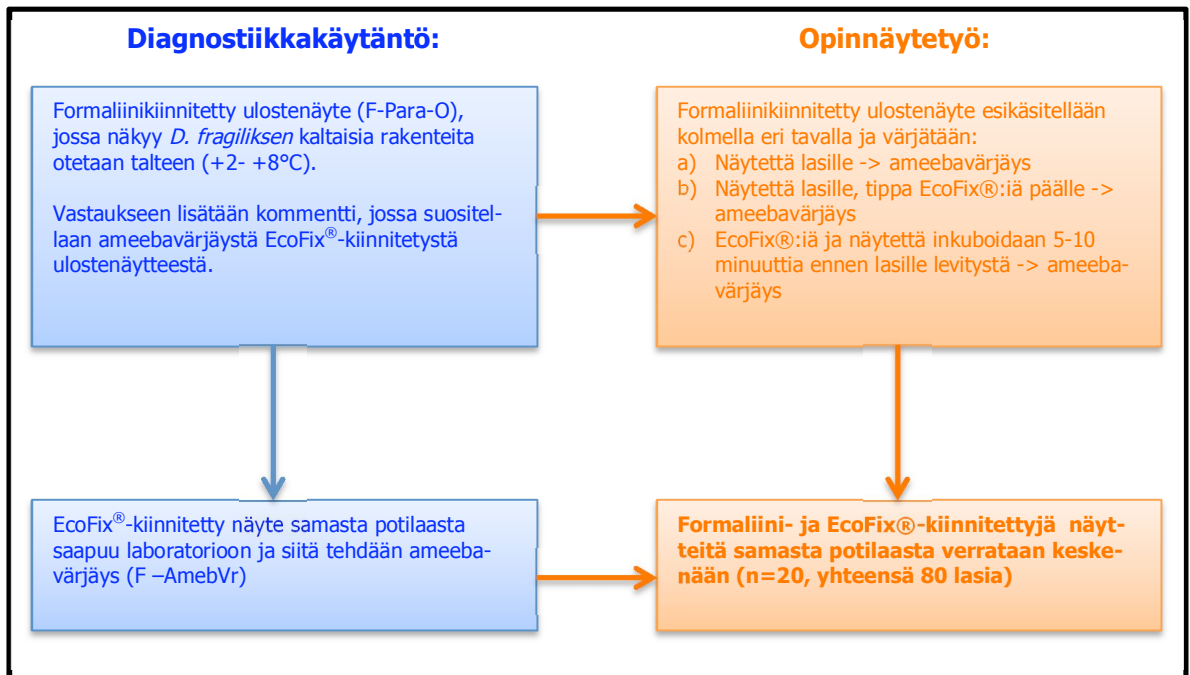 Diagnostiikkakäytäntö:
Opinnäytetyö:
Formaliinikiinnitetty ulostenäyte (F-Para-O),
jossa näkyy D. fragiliksen kaltaisia rakenteita
otetaan talteen (+2- +8°C).
Vastaukseen lisätään kommentti, jossa suositel-
laan ameebavärjäystä EcoFix®-kiinnitetystä
ulostenäytteestä.
Formaliinikiinnitetty ulostenäyte esikäsitellään
kolmella eri tavalla ja värjätään:
a) Näytettä lasille -> ameebavärjäys
b) Näytettä lasille, tippa EcoFix®:iä päälle ->
ameebavärjäys
c) EcoFix®:iä ja näytettä inkuboidaan 5-10
minuuttia ennen lasille levitystä -> ameeba-
värjäys
EcoFix®-kiinnitetty näyte samasta potilaasta
saapuu laboratorioon ja siitä tehdään ameeba-
värjäys (F –AmebVr)
Formaliini- ja EcoFix®-kiinnitettyjä näyt-
teitä samasta potilaasta verrataan keske-
nään (n=20, yhteensä 80 lasia)